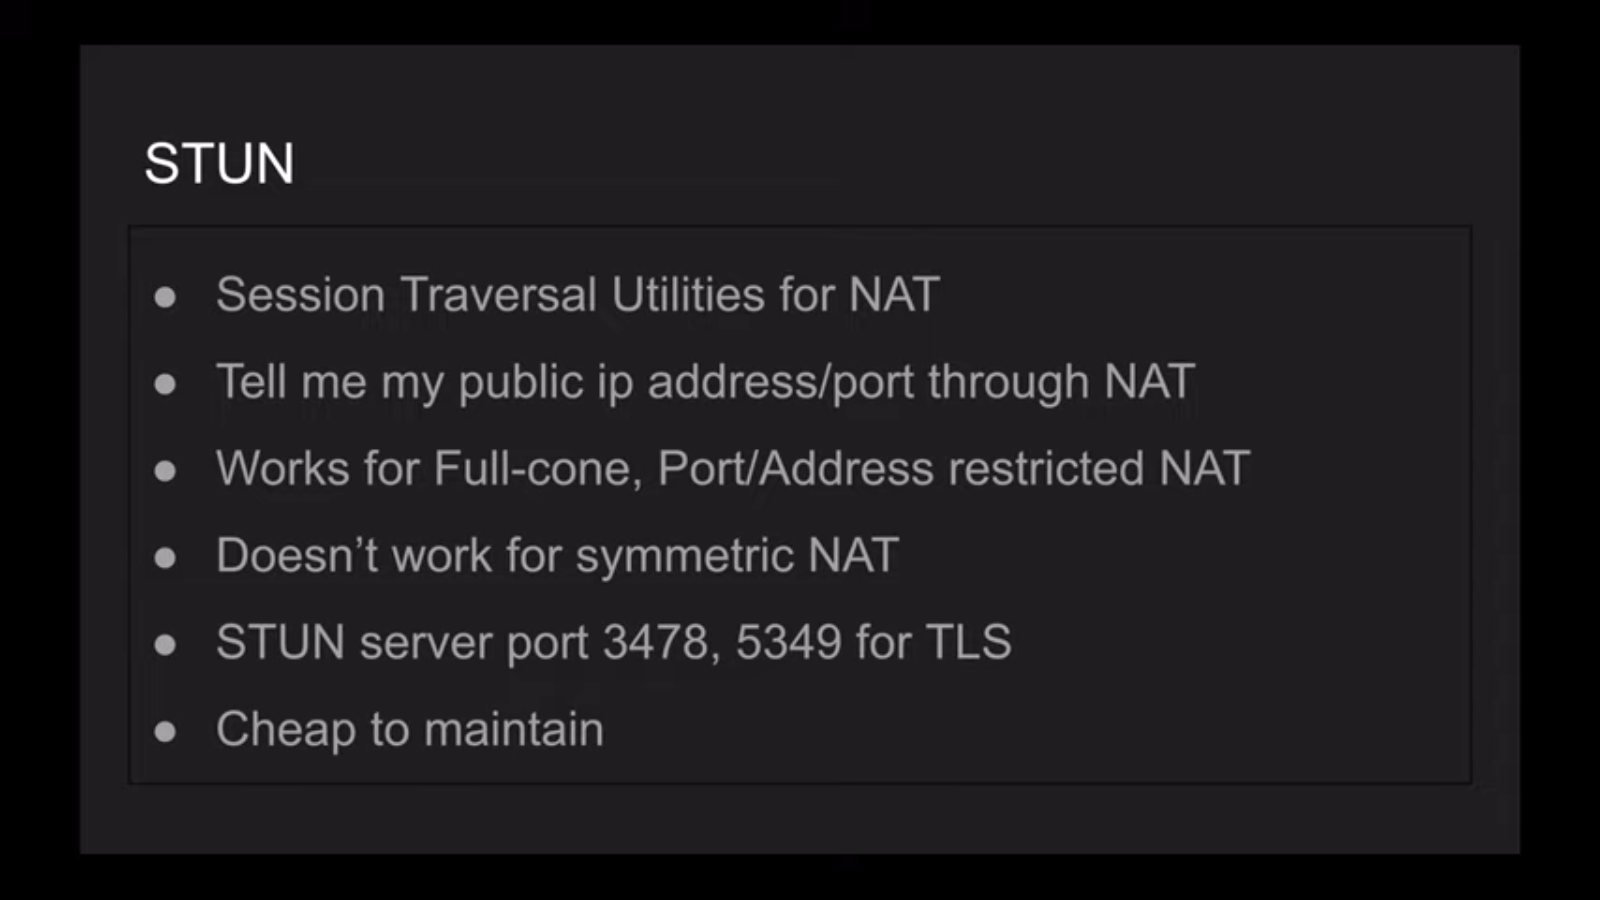 STUN
● Session Traversal Utilities for NAT
● Tell me my public ip address/port through NAT
● Works for Full-cone, Port/Address restricted NAT
● Doesn’t work for symmetric NAT
● STUN server port 3478, 5349 for TLS
● Cheap to maintain